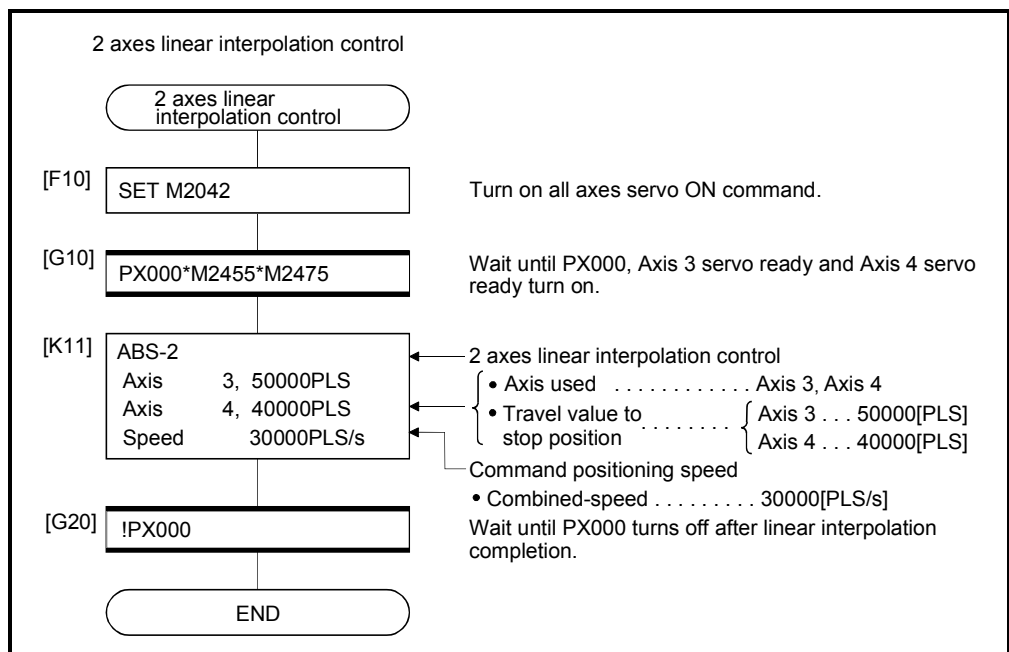 2 axes linear interpolation control
2 axes linear
interpolation control
[F10]
SET M2042
Turn on all axes servo ON command.
[G10]
PX000*M2455*M2475
Wait until PX000, Axis 3 servo ready and Axis 4 servo
ready turn on.
[K11]
ABS-2
Axis 3, 50000PLS
Axis 4, 40000PLS
Speed 30000PLS/s
2 axes linear interpolation control
• Axis used . . . . . . . . . . . . Axis 3, Axis 4
• Travel value to
stop position . . . . . . . .
Axis 3 . . . 50000[PLS]
Axis 4 . . . 40000[PLS]
Command positioning speed
• Combined-speed . . . . . . . . . 30000[PLS/s]
[G20]
!PX000
Wait until PX000 turns off after linear interpolation
completion.
END